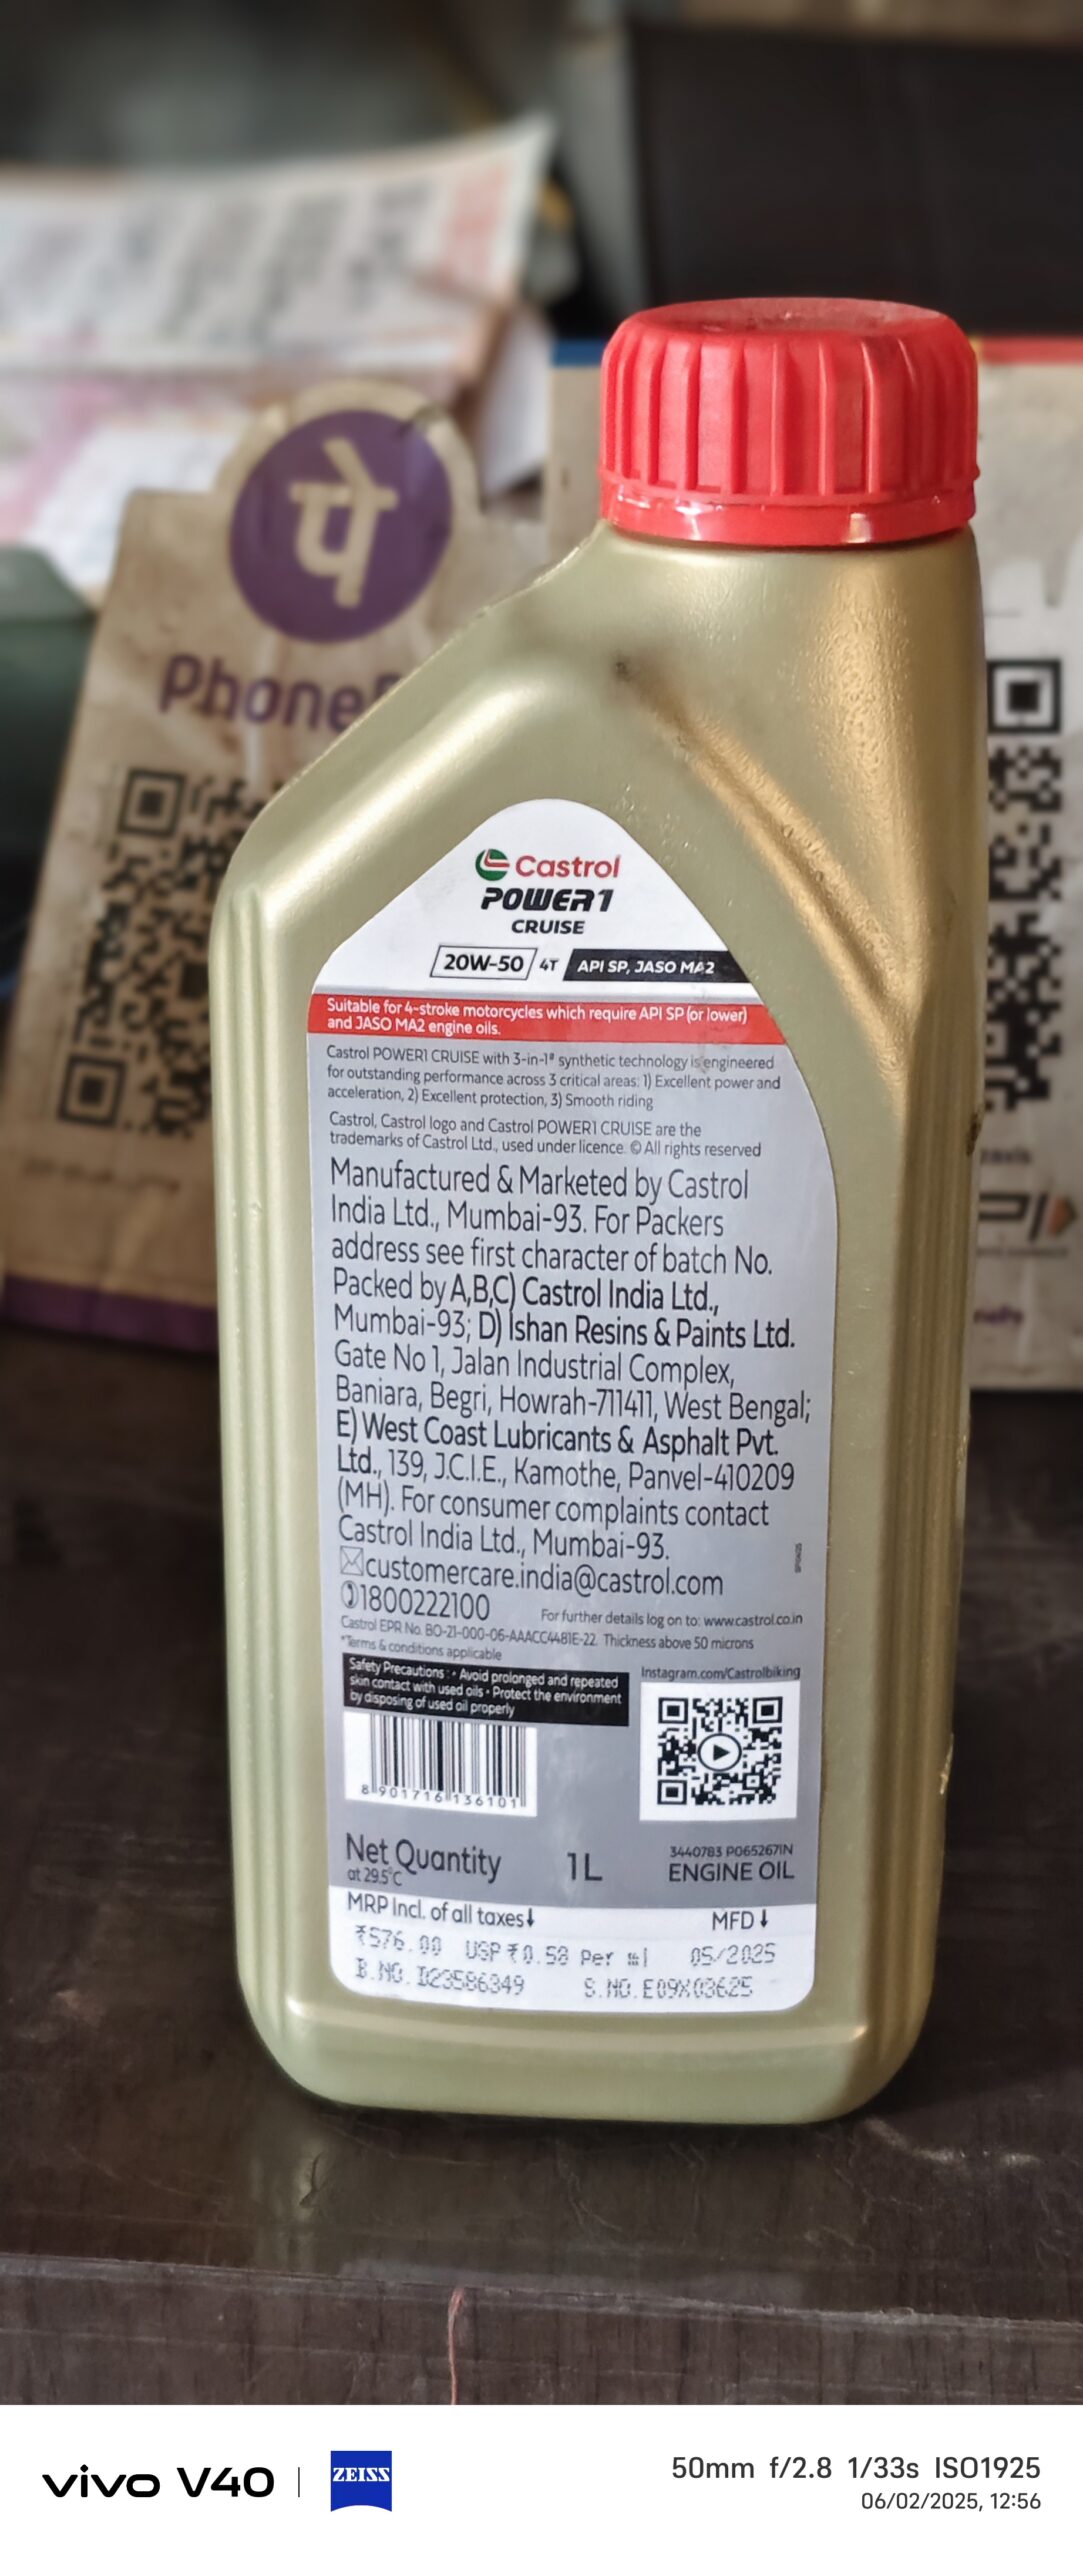 पे
Phone
Castrol
POWER1
CRUISE
20W-50 4T API SP, JASO MA2
Suitable for 4-stroke motorcycles which require API SP (or lower)
and JASO MA2 engine oils.
Castrol POWER1 CRUISE with 3-in-1# synthetic technology is engineered
for outstanding performance across 3 critical areas: 1) Excellent power and
acceleration, 2) Excellent protection, 3) Smooth riding
Castrol, Castrol logo and Castrol POWER1 CRUISE are the
trademarks of Castrol Ltd., used under licence. © All rights reserved
Manufactured & Marketed by Castrol
India Ltd., Mumbai-93. For Packers
address see first character of batch No.
Packed by A,B,C) Castrol India Ltd.,
Mumbai-93; D) Ishan Resins & Paints Ltd.
Gate No 1, Jalan Industrial Complex,
Baniara, Begri, Howrah-711411, West Bengal;
E) West Coast Lubricants & Asphalt Pvt.
Ltd., 139, J.C.I.E., Kamothe, Panvel-410209
(MH). For consumer complaints contact
Castrol India Ltd., Mumbai-93.
customercare.india@castrol.com
1800222100 For further details log on to: www.castrol.co.in
Castrol EPR No. BO-21-000-06-AAACC4481E-22. Thickness above 50 microns
*Terms & conditions applicable
Safety Precautions : • Avoid prolonged and repeated
skin contact with used oils • Protect the environment
by disposing of used oil properly
Instagram.com/Castrolbiking
8 901716 136101
Net Quantity 1L
at 29.5°C
3440783 P065267IN
ENGINE OIL
MRP Incl. of all taxes↓ MFD↓
₹576.00 USP ₹0.58 Per ml 05/2025
B.NO. D23586349 S.NO. E09X03625
vivo V40 | ZEISS
50mm f/2.8 1/33s ISO1925
06/02/2025, 12:56